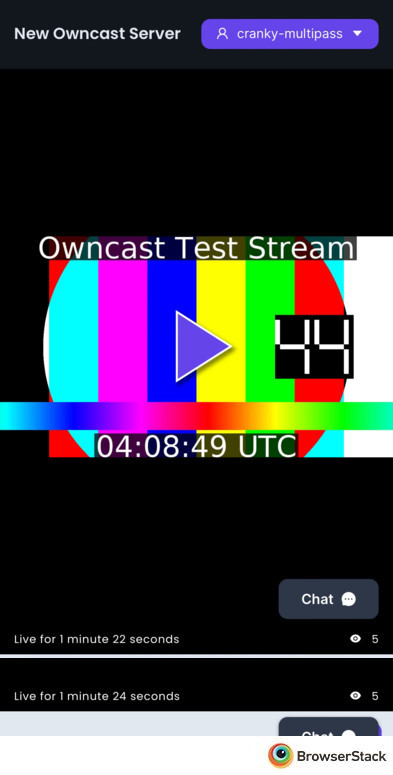 New Owncast Server
cranky-multipass
Owncast Test Stream
44
04:08:49 UTC
Chat
Live for 1 minute 22 seconds 5
Live for 1 minute 24 seconds 5
Chat
BrowserStack